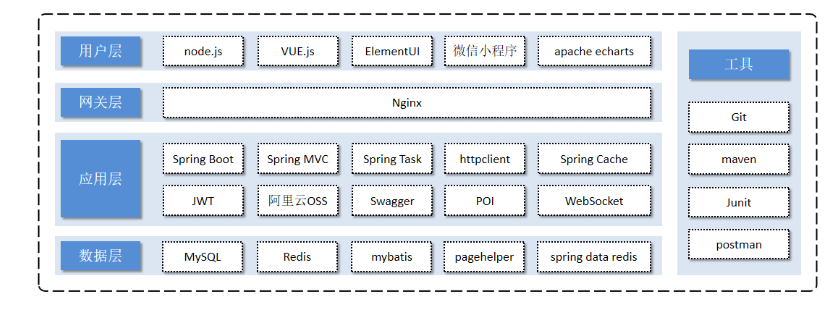 用户层
node.js
VUE.js
ElementUI
微信小程序
apache echarts
网关层
Nginx
应用层
Spring Boot
Spring MVC
Spring Task
httpclient
Spring Cache
JWT
阿里云OSS
Swagger
POI
WebSocket
数据层
MySQL
Redis
mybatis
pagehelper
spring data redis
工具
Git
maven
Junit
postman